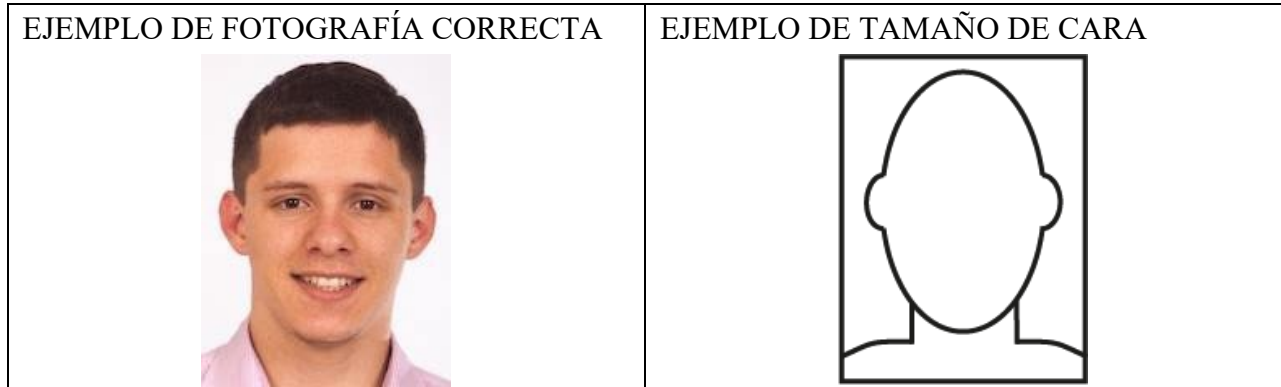 EJEMPLO DE FOTOGRAFÍA CORRECTA
EJEMPLO DE TAMAÑO DE CARA